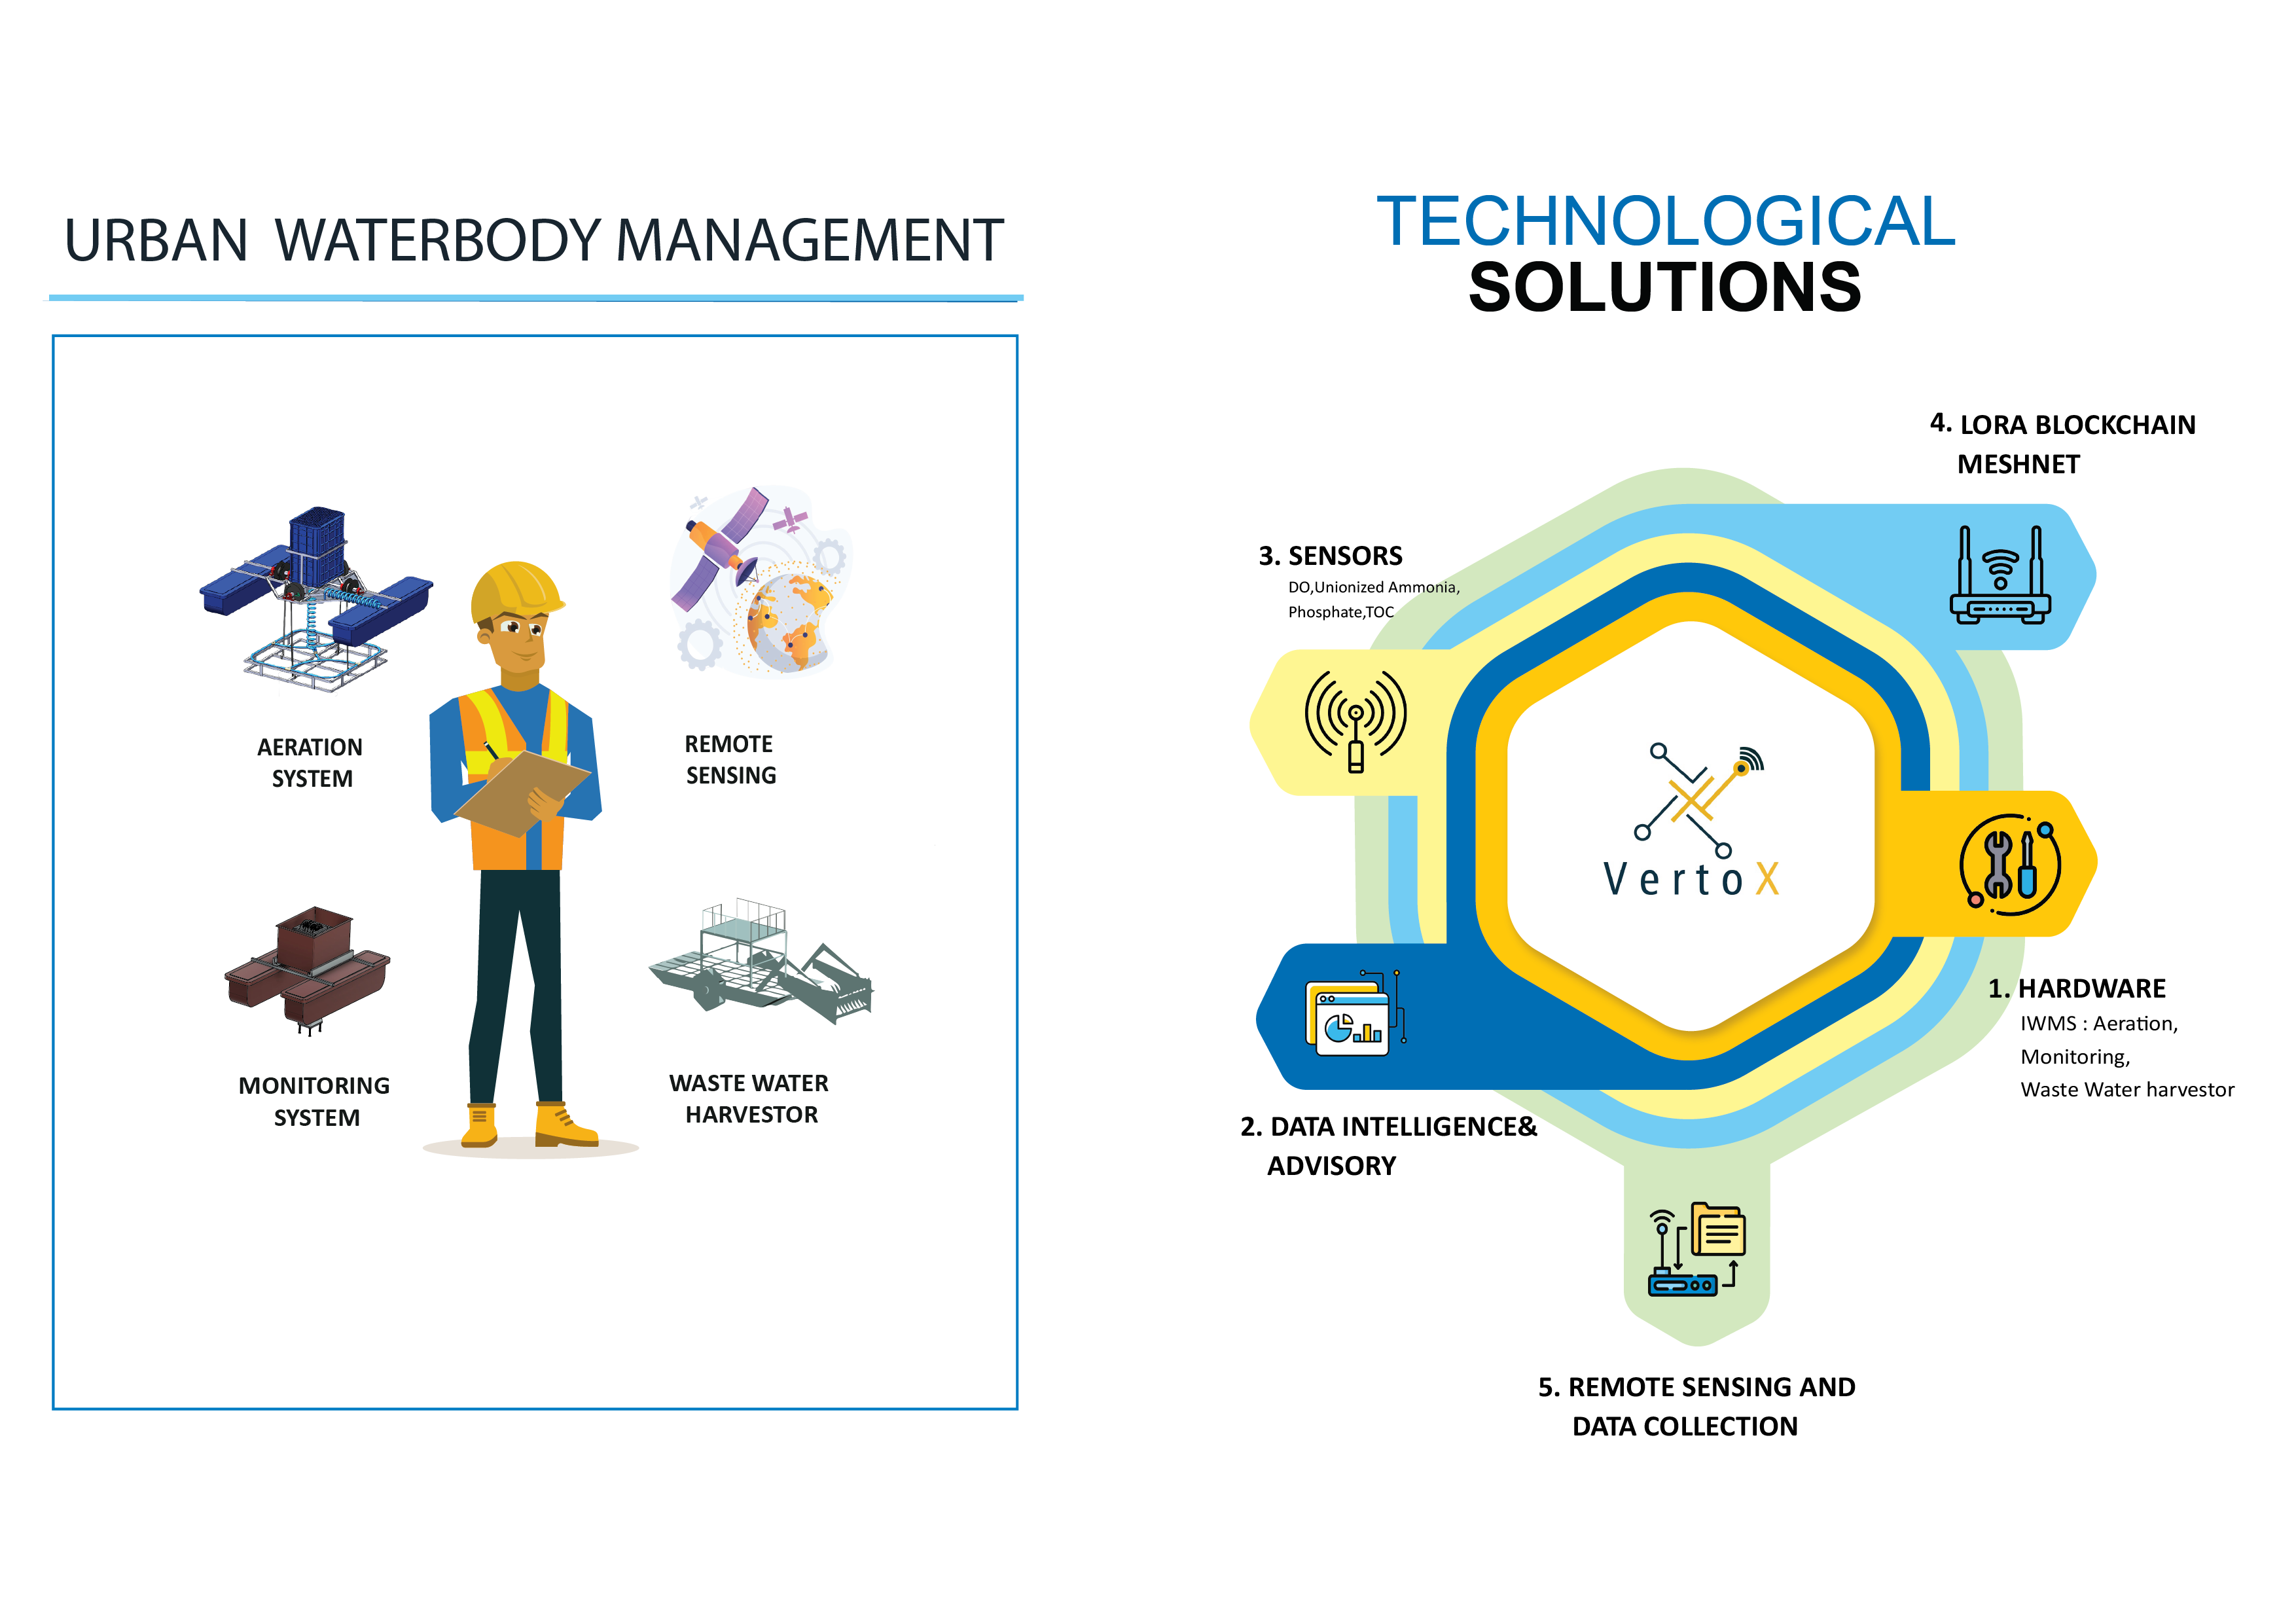 URBAN WATERBODY MANAGEMENT
AERATION
SYSTEM
REMOTE
SENSING
MONITORING
SYSTEM
WASTE WATER
HARVESTOR
TECHNOLOGICAL
SOLUTIONS
4. LORA BLOCKCHAIN
MESHNET
3. SENSORS
DO,Unionized Ammonia,
Phosphate,TOC
VertoX
1. HARDWARE
IWMS : Aeration,
Monitoring,
Waste Water harvestor
2. DATA INTELLIGENCE&
ADVISORY
5. REMOTE SENSING AND
DATA COLLECTION